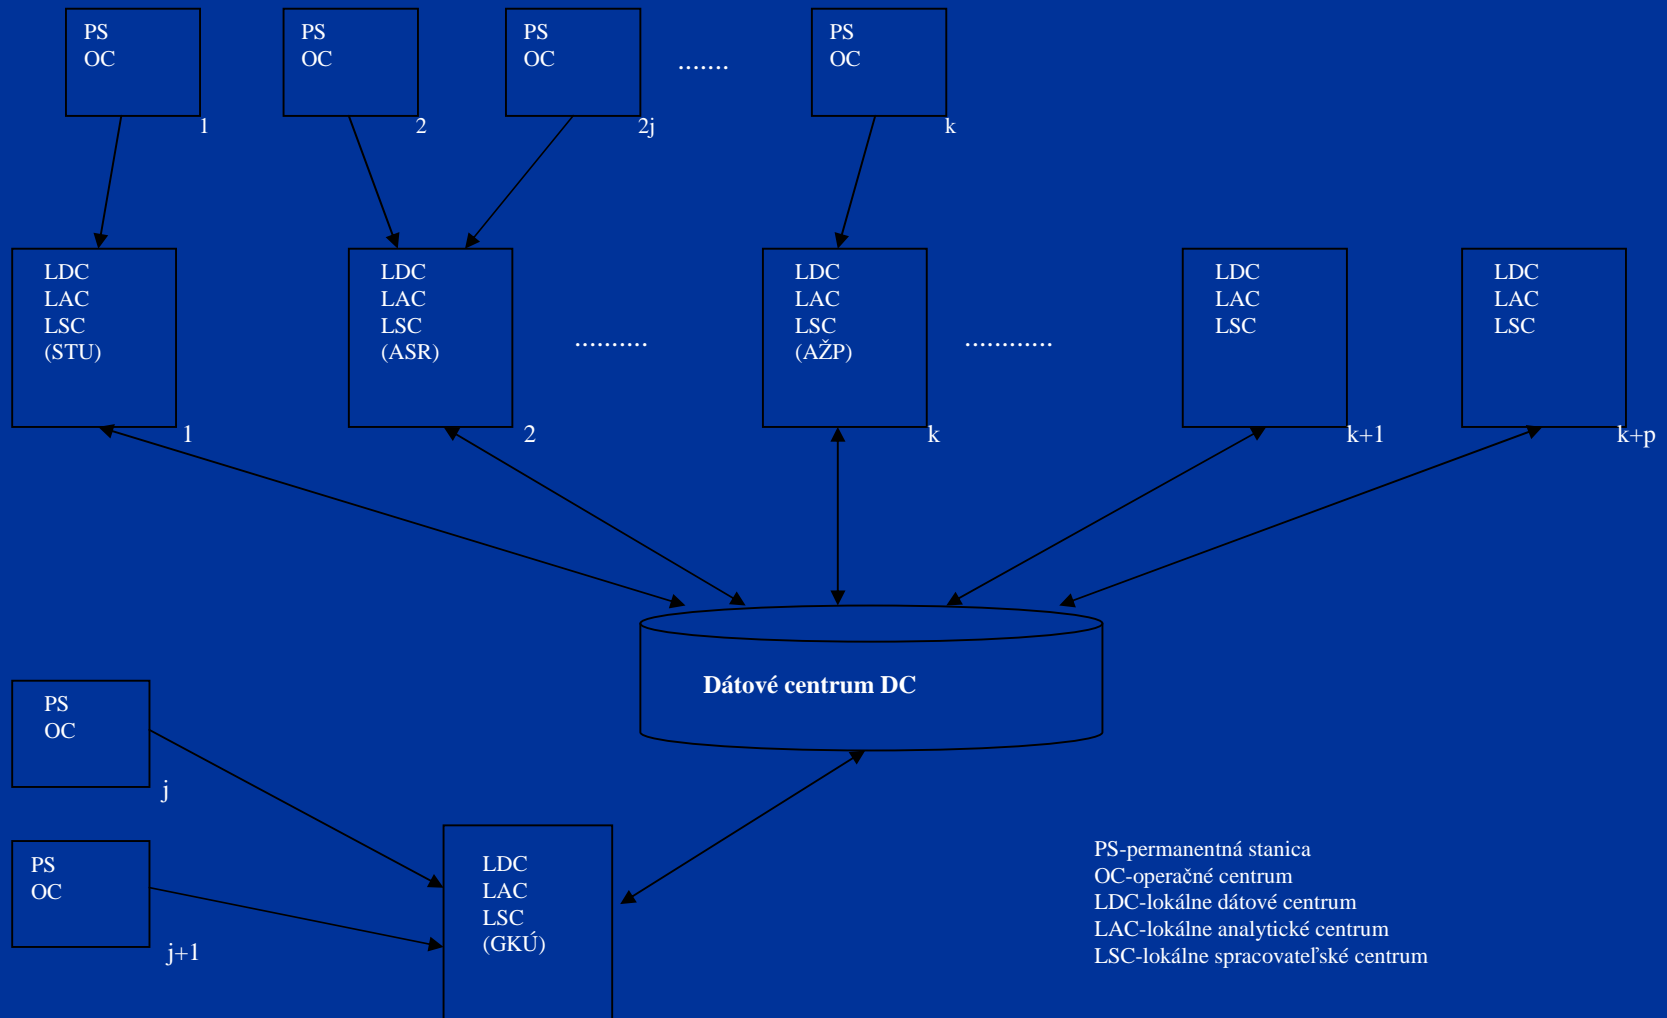 PS
OC
1
PS
OC
2
PS
OC
2j
.......
PS
OC
k
LDC
LAC
LSC
(STU)
1
LDC
LAC
LSC
(ASR)
2
..........
LDC
LAC
LSC
(AŽP)
k
............
LDC
LAC
LSC
k+1
LDC
LAC
LSC
k+p
Dátové centrum DC
PS
OC
j
PS
OC
j+1
LDC
LAC
LSC
(GKÚ)
PS-permanentná stanica
OC-operačné centrum
LDC-lokálne dátové centrum
LAC-lokálne analytické centrum
LSC-lokálne spracovateľské centrum